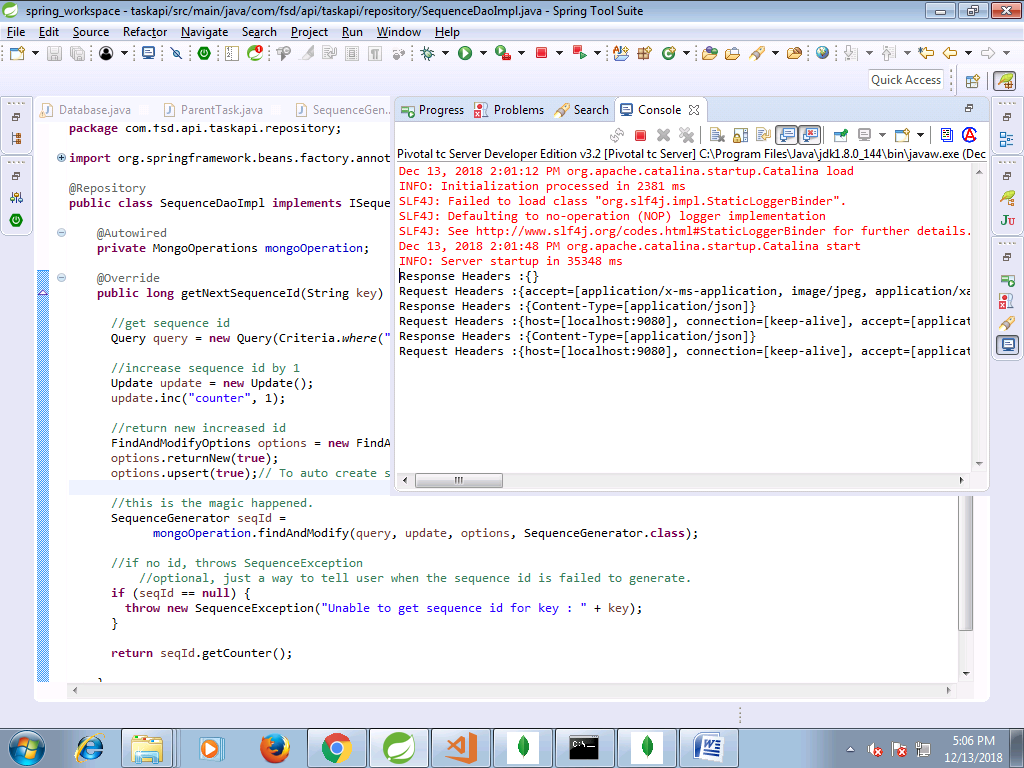 spring_workspace - taskapi/src/main/java/com/fsd/api/taskapi/repository/SequenceDaoImpl.java - Spring Tool Suite
File Edit Source Refactor Navigate Search Project Run Window Help
Quick Access
Database.java ParentTask.java SequenceGen..
package com.fsd.api.taskapi.repository;
import org.springframework.beans.factory.annot
@Repository
public class SequenceDaoImpl implements ISeque
@Autowired
private MongoOperations mongoOperation;
@Override
public long getNextSequenceId(String key)
//get sequence id
Query query = new Query(Criteria.where("
//increase sequence id by 1
Update update = new Update();
update.inc("counter", 1);
//return new increased id
FindAndModifyOptions options = new FindA
options.returnNew(true);
options.upsert(true);// To auto create s
//this is the magic happened.
SequenceGenerator seqId =
mongoOperation.findAndModify(query, update, options, SequenceGenerator.class);
//if no id, throws SequenceException
//optional, just a way to tell user when the sequence id is failed to generate.
if (seqId == null) {
throw new SequenceException("Unable to get sequence id for key : " + key);
}
return seqId.getCounter();
Progress Problems Search Console
Pivotal tc Server Developer Edition v3.2 [Pivotal tc Server] C:\Program Files\Java\jdk1.8.0_144\bin\javaw.exe (Dec
Dec 13, 2018 2:01:12 PM org.apache.catalina.startup.Catalina load
INFO: Initialization processed in 2381 ms
SLF4J: Failed to load class "org.slf4j.impl.StaticLoggerBinder".
SLF4J: Defaulting to no-operation (NOP) logger implementation
SLF4J: See http://www.slf4j.org/codes.html#StaticLoggerBinder for further details.
Dec 13, 2018 2:01:48 PM org.apache.catalina.startup.Catalina start
INFO: Server startup in 35348 ms
Response Headers :{}
Request Headers :{accept=[application/x-ms-application, image/jpeg, application/xa
Response Headers :{Content-Type=[application/json]}
Request Headers :{host=[localhost:9080], connection=[keep-alive], accept=[applicat
Response Headers :{Content-Type=[application/json]}
Request Headers :{host=[localhost:9080], connection=[keep-alive], accept=[applicat
5:06 PM
12/13/2018